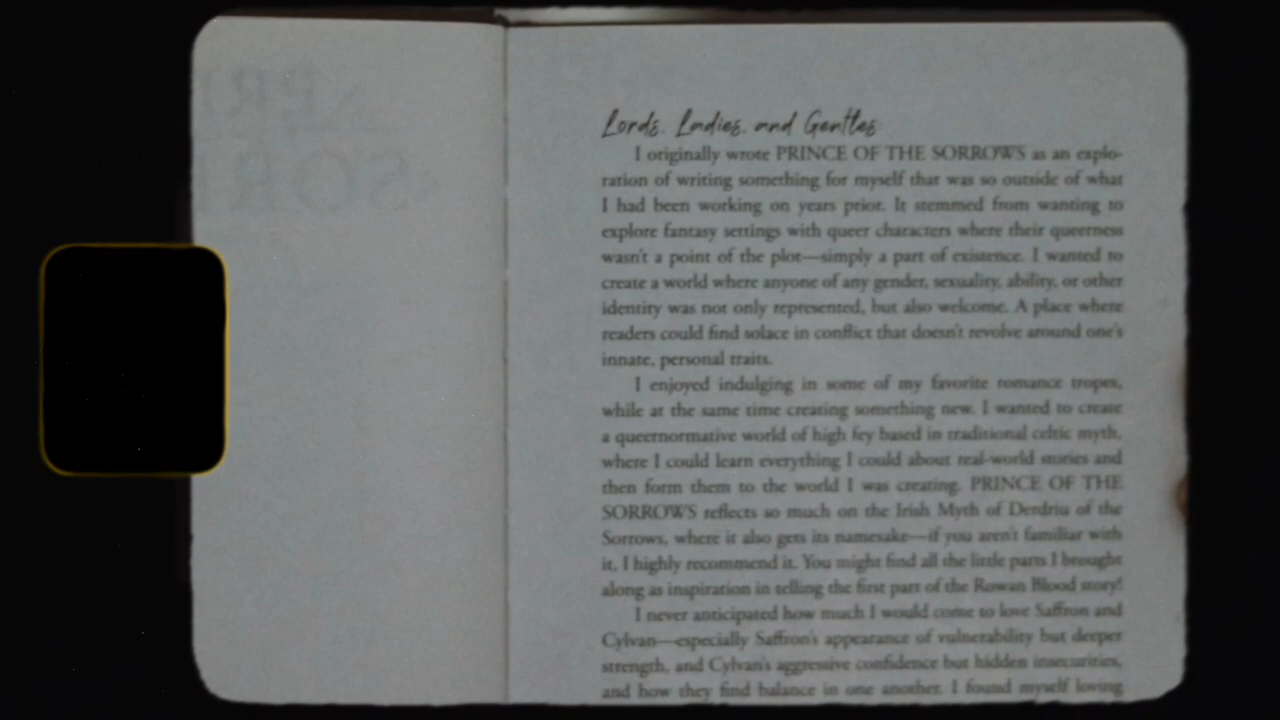 Lords, Ladies, and Gentles
I originally wrote PRINCE OF THE SORROWS as an explo-
ration of writing something for myself that was so outside of what
I had been working on years prior. It stemmed from wanting to
explore fantasy settings with queer characters where their queerness
wasn't a point of the plot—simply a part of existence. I wanted to
create a world where anyone of any gender, sexuality, ability, or other
identity was not only represented, but also welcome. A place where
readers could find solace in conflict that doesn't revolve around one's
innate, personal traits.
I enjoyed indulging in some of my favorite romance tropes,
while at the same time creating something new. I wanted to create
a queernormative world of high fey based in traditional celtic myth,
where I could learn everything I could about real-world stories and
then form them to the world I was creating. PRINCE OF THE
SORROWS reflects so much on the Irish Myth of Derdriu of the
Sorrows, where it also gets its namesake—if you aren't familiar with
it, I highly recommend it. You might find all the little parts I brought
along as inspiration in telling the first part of the Rowan Blood story!
I never anticipated how much I would come to love Saffron and
Cylvan—especially Saffron's appearance of vulnerability but deeper
strength, and Cylvan's aggressive confidence but hidden insecurities,
and how they find balance in one another. I found myself loving